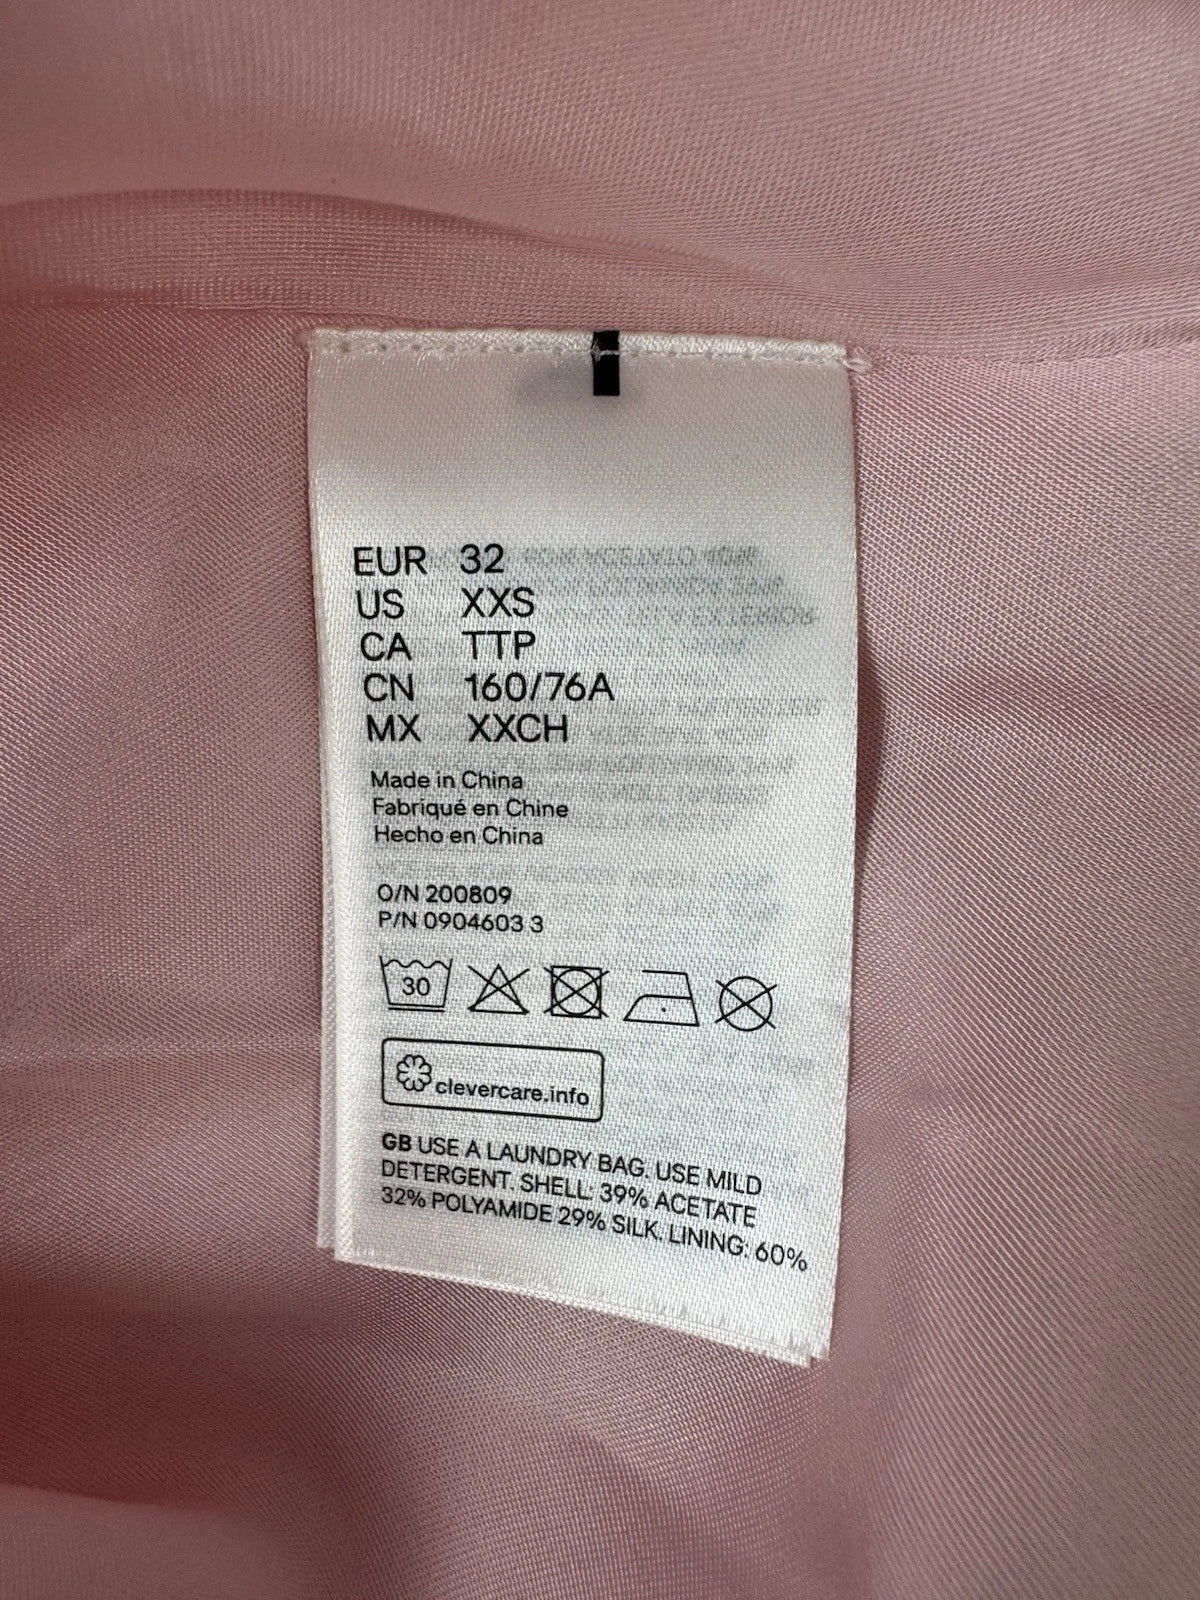 EUR 32
US XXS
CA TTP
CN 160/76A
MX XXCH
Made in China
Fabriqué en Chine
Hecho en China
O/N 200809
P/N 0904603 3
30
clevercare.info
GB USE A LAUNDRY BAG. USE MILD
DETERGENT. SHELL: 39% ACETATE
32% POLYAMIDE 29% SILK. LINING: 60%